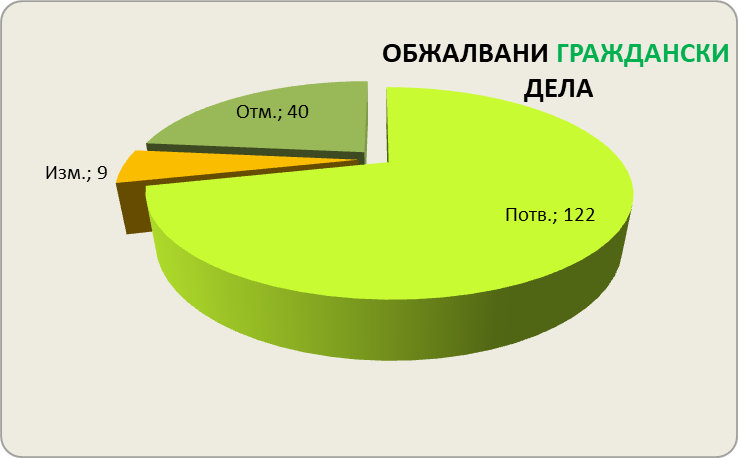 ОБЖАЛВАНИ ГРАЖДАНСКИ
ДЕЛА
Отм.; 40
Изм.; 9
Потв.; 122